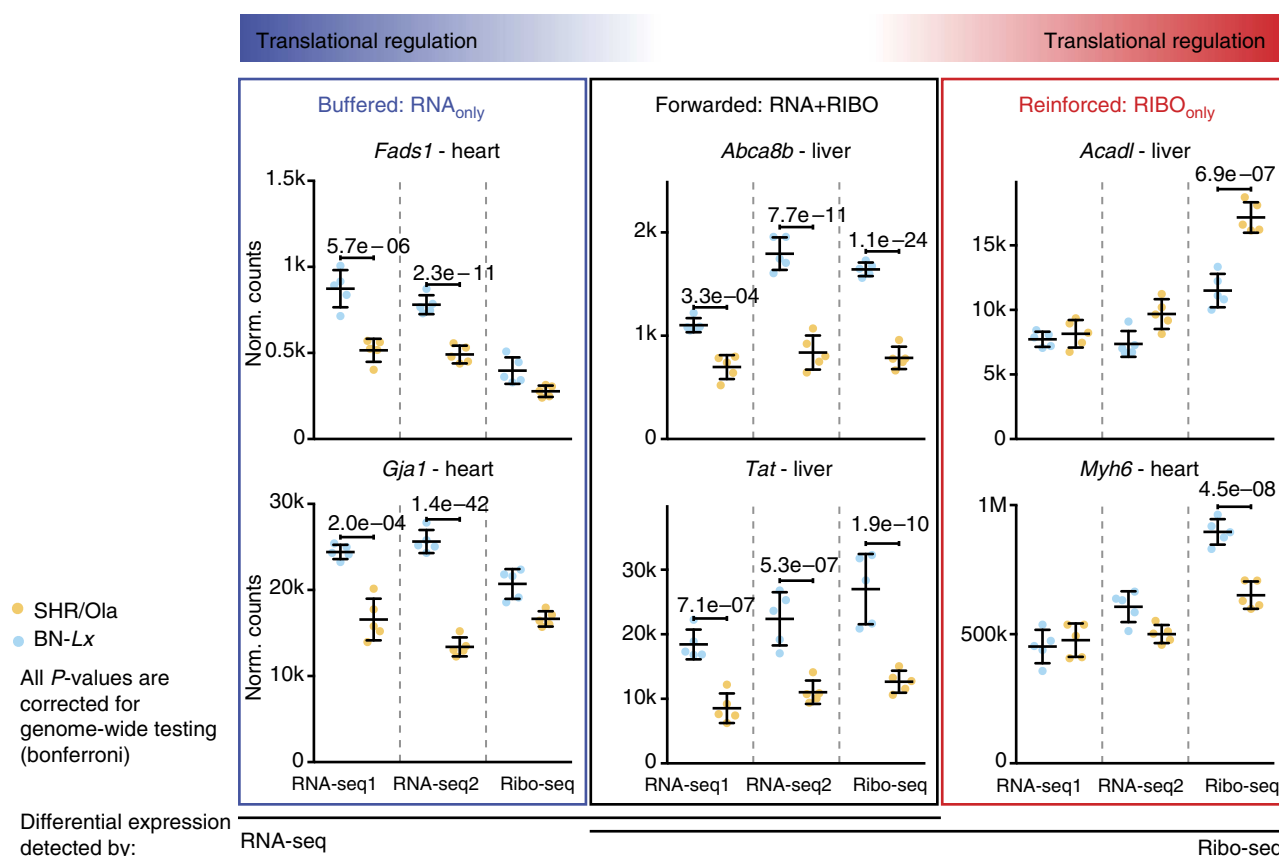 Translational regulation
Translational regulation
Buffered: RNAonly
Fads1 - heart
1.5k
1k
0.5k
0
Norm. counts
5.7e−06
2.3e−11
Gja1 - heart
30k
20k
10k
0
Norm. counts
2.0e−04
1.4e−42
RNA-seq1 RNA-seq2 Ribo-seq
Forwarded: RNA+RIBO
Abca8b - liver
2k
1k
0
3.3e−04
7.7e−11
1.1e−24
Tat - liver
30k
20k
10k
0
7.1e−07
5.3e−07
1.9e−10
RNA-seq1 RNA-seq2 Ribo-seq
Reinforced: RIBOonly
Acadl - liver
15k
10k
5k
0
6.9e−07
Myh6 - heart
1M
500k
0
4.5e−08
RNA-seq1 RNA-seq2 Ribo-seq
SHR/Ola
BN-Lx
All P-values are
corrected for
genome-wide testing
(bonferroni)
Differential expression
detected by:
RNA-seq
Ribo-seq